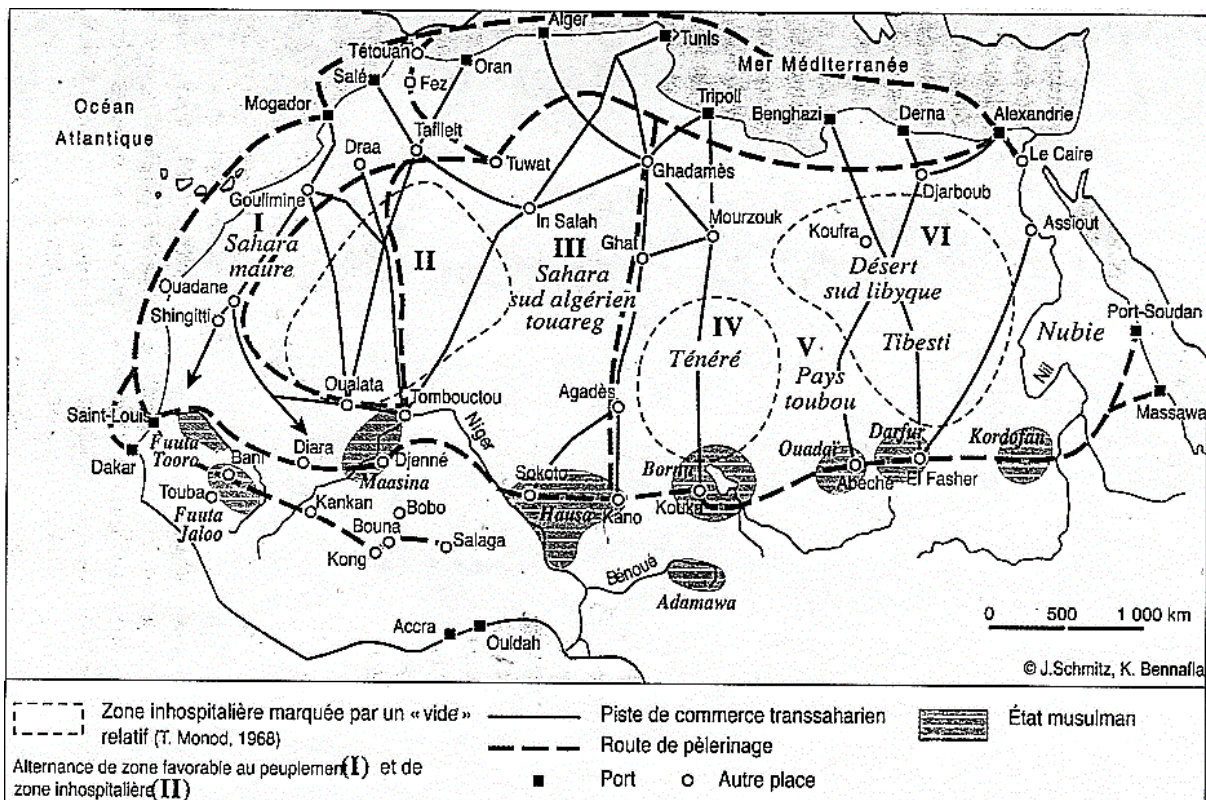 Alger
Tunis
Tétouan
Oran
Mer Méditerranée
Salé
Fez
Océan
Atlantique
Mogador
Tripoli
Benghazi
Derna
Alexandrie
Tafileit
Draa
Tuwat
Ghadamès
Le Caire
Djarboub
Goulimine
In Salah
Mourzouk
Assiout
I
Sahara
maure
II
III
Sahara
sud algérien
touareg
Ghat
Koufra
VI
Désert
sud libyque
Ouadane
Shingitti
IV
Ténéré
V
Pays
toubou
Tibesti
Nubie
Port-Soudan
Nil
Oualata
Tombouctou
Agadès
Massawa
Saint-Louis
Niger
Dakar
Fuuta
Tooro
Bani
Diara
Djenné
Maasina
Sokoto
Bornu
Ouadaï
Darfur
Kordofan
Touba
Fuuta
Jaloo
Kankan
Bobo
Hausa
Kano
Kouka
Abéché
El Fasher
Bouna
Kong
Salaga
Bénoué
Adamawa
Accra
Ouidah
0 500 1 000 km
© J.Schmitz, K. Bennafla
Zone inhospitalière marquée par un «vide»
relatif (T. Monod, 1968)
Alternance de zone favorable au peuplement (I) et de
zone inhospitalière (II)
Piste de commerce transsaharien
Route de pèlerinage
Port
Autre place
État musulman